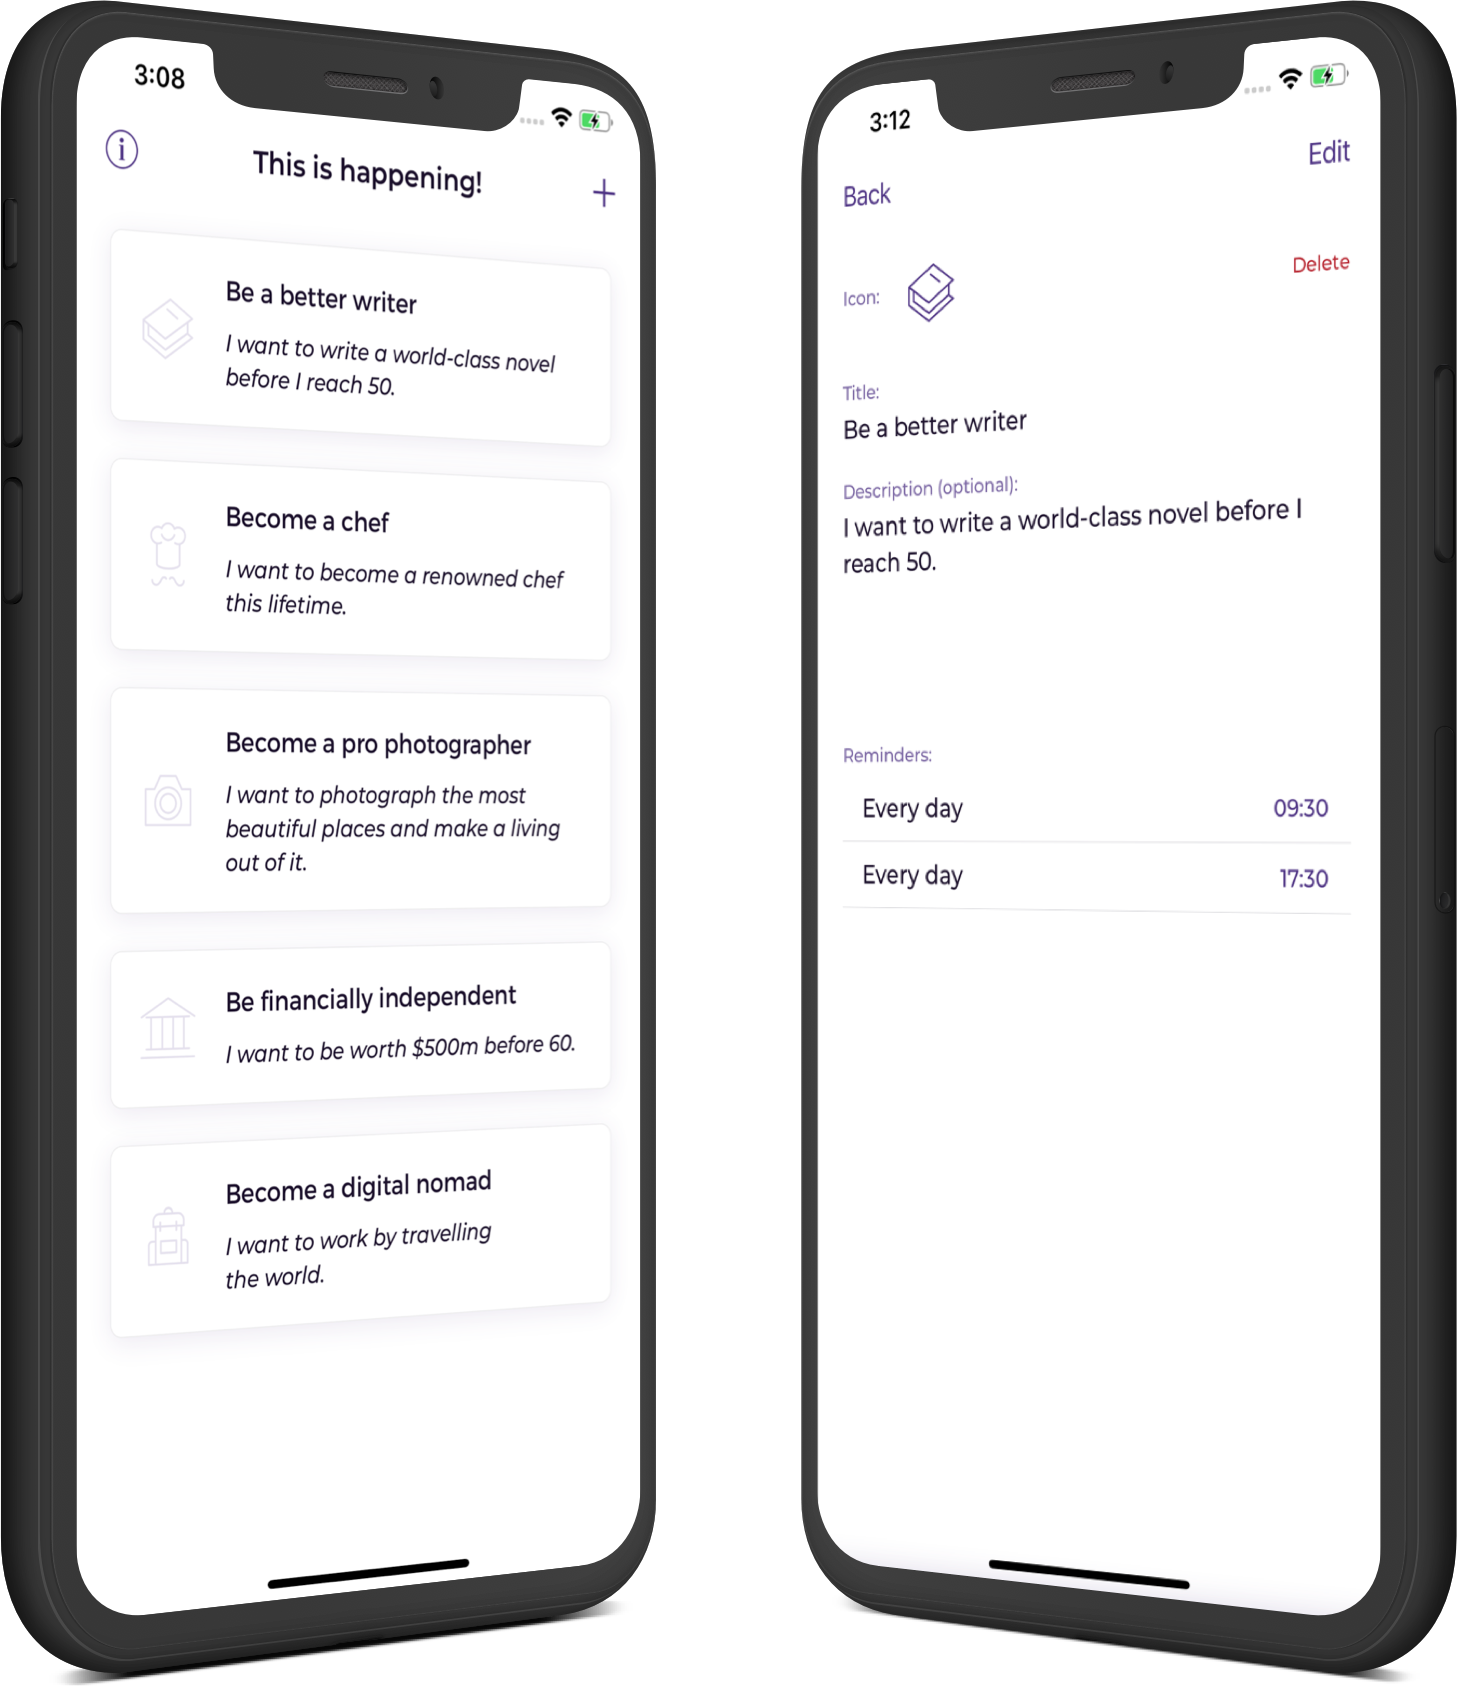 3:08
This is happening!
Be a better writer
I want to write a world-class novel
before I reach 50.
Become a chef
I want to become a renowned chef
this lifetime.
Become a pro photographer
I want to photograph the most
beautiful places and make a living
out of it.
Be financially independent
I want to be worth $500m before 60.
Become a digital nomad
I want to work by travelling
the world.
3:12
Edit
Back
Delete
Icon:
Title:
Be a better writer
Description (optional):
I want to write a world-class novel before I
reach 50.
Reminders:
Every day 09:30
Every day 17:30